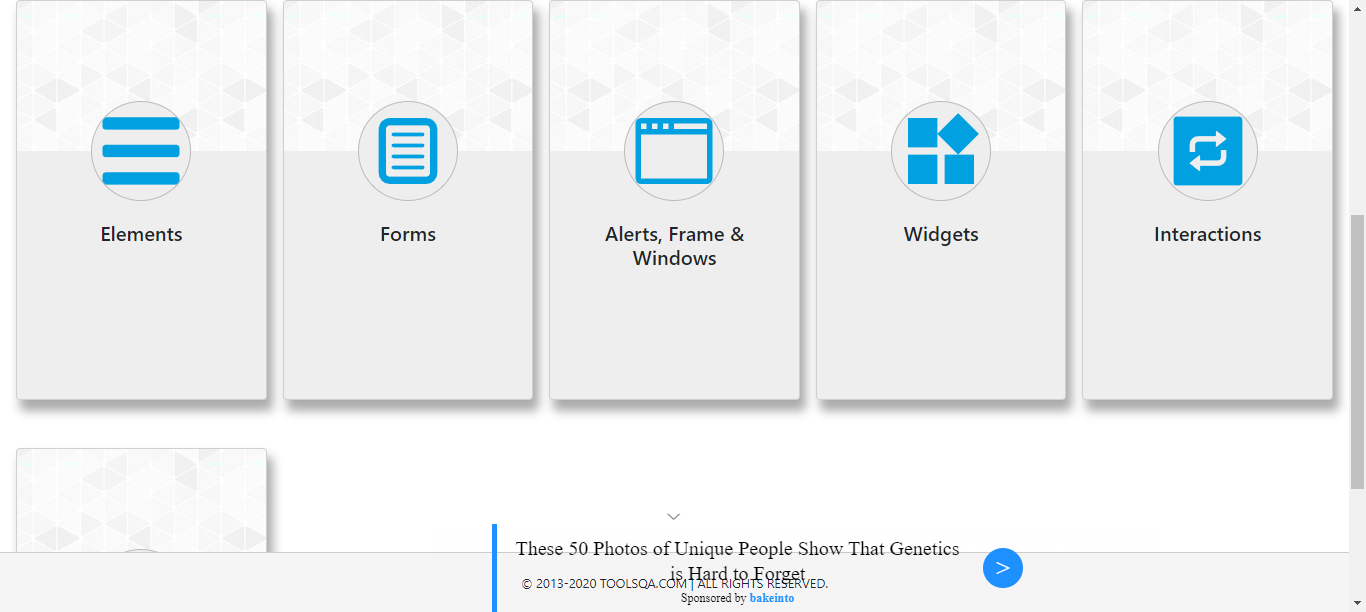 Elements
Forms
Alerts, Frame &
Windows
Widgets
Interactions
These 50 Photos of Unique People Show That Genetics
is Hard to Forget
© 2013-2020 TOOLSQA.COM | ALL RIGHTS RESERVED.
Sponsored by bakeinto
>